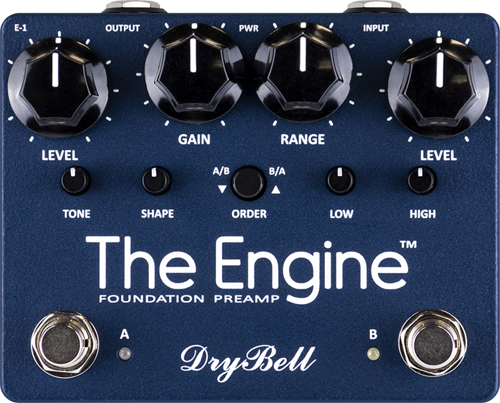 E-1 OUTPUT PWR INPUT
LEVEL GAIN RANGE LEVEL
A/B B/A
TONE SHAPE ORDER LOW HIGH
The Engine™
FOUNDATION PREAMP
A B
DryBell